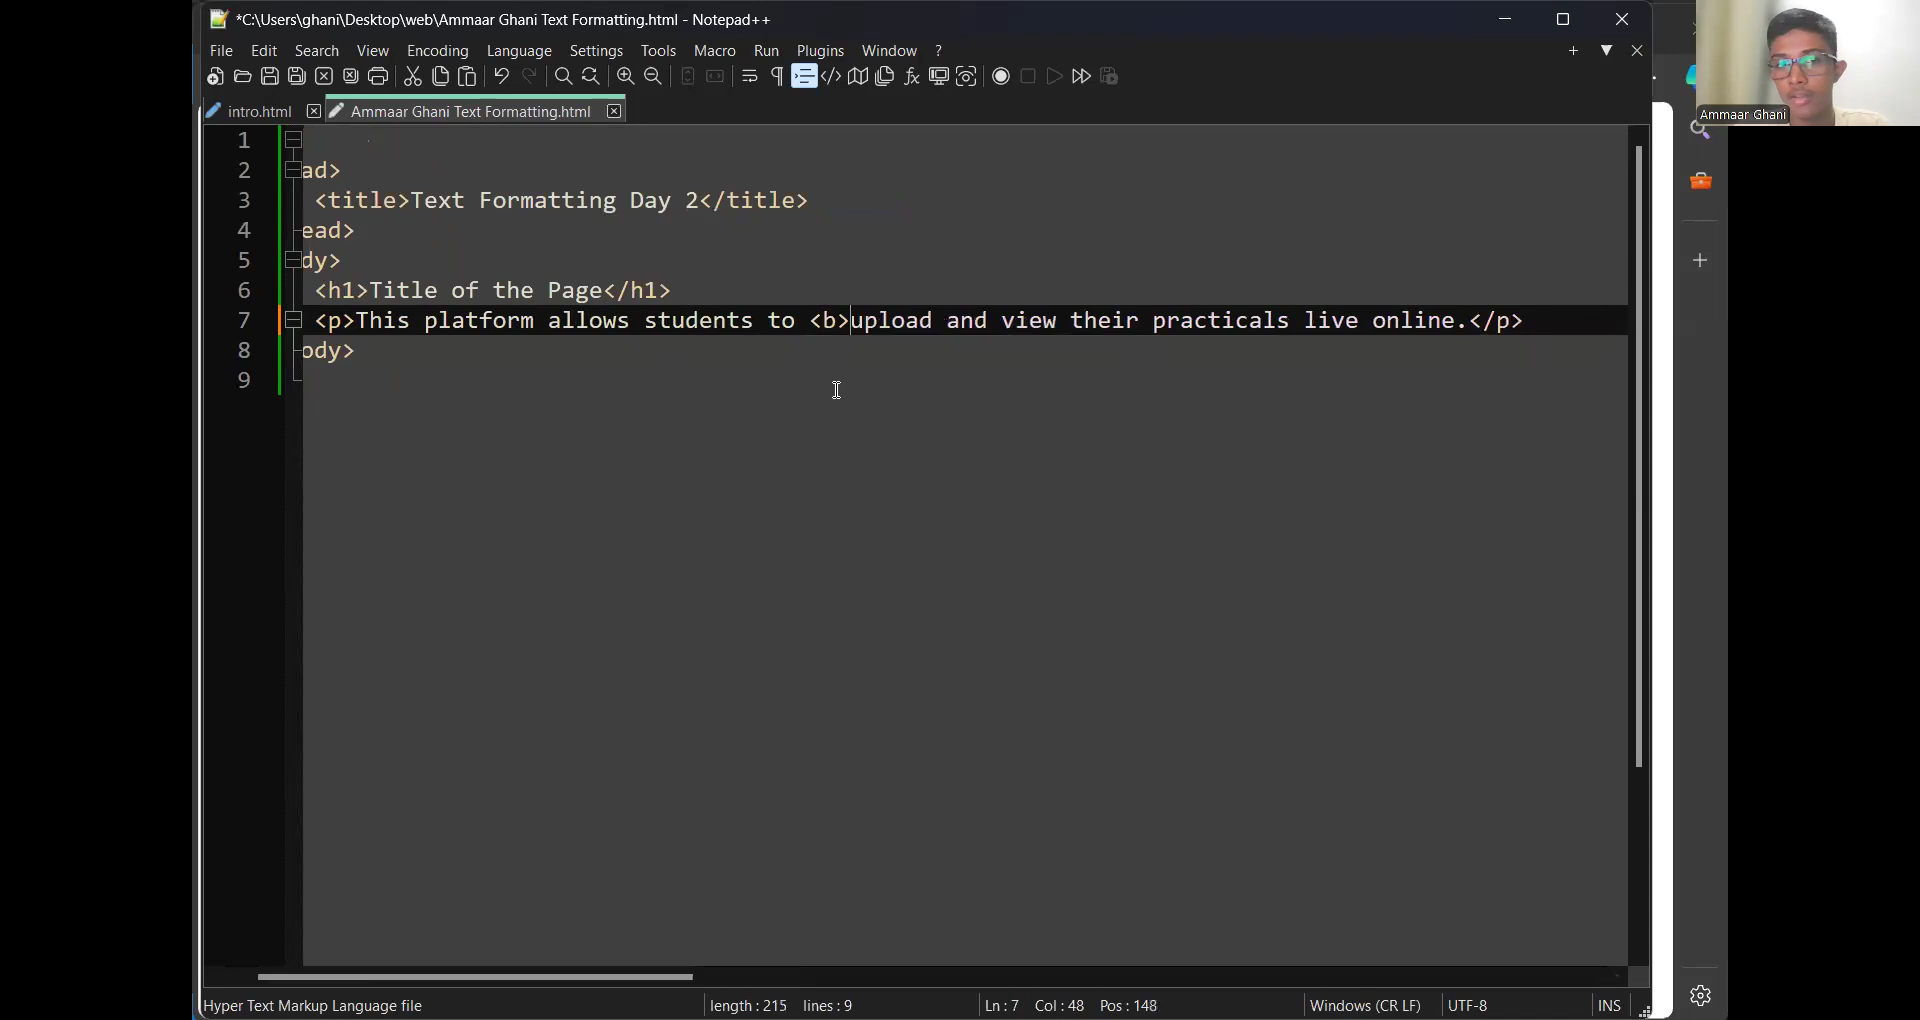 *C:\Users\ghani\Desktop\web\Ammaar Ghani Text Formatting.html - Notepad++
File Edit Search View Encoding Language Settings Tools Macro Run Plugins Window ?
intro.html Ammaar Ghani Text Formatting.html
Ammaar Ghani
1
2 ad>
3 <title>Text Formatting Day 2</title>
4 ead>
5 dy>
6 <h1>Title of the Page</h1>
7 <p>This platform allows students to <b>upload and view their practicals live online.</p>
8 ody>
9
Hyper Text Markup Language file length : 215 lines : 9 Ln : 7 Col : 48 Pos : 148 Windows (CR LF) UTF-8 INS